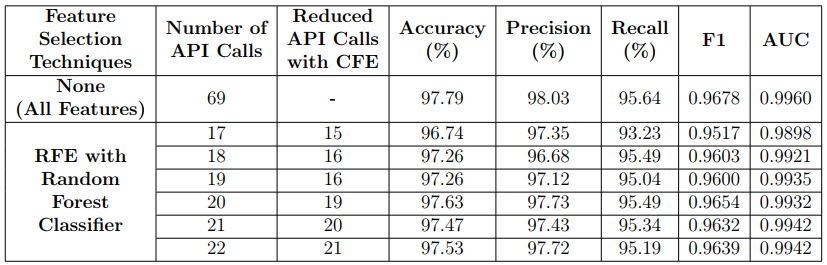 Feature Selection Techniques Number of API Calls Reduced API Calls with CFE Accuracy (%) Precision (%) Recall (%) F1 AUC
None (All Features) 69 - 97.79 98.03 95.64 0.9678 0.9960
RFE with Random Forest Classifier
17 15 96.74 97.35 93.23 0.9517 0.9898
18 16 97.26 96.68 95.49 0.9603 0.9921
19 16 97.26 97.12 95.04 0.9600 0.9935
20 19 97.63 97.73 95.49 0.9654 0.9932
21 20 97.47 97.43 95.34 0.9632 0.9942
22 21 97.53 97.72 95.19 0.9639 0.9942